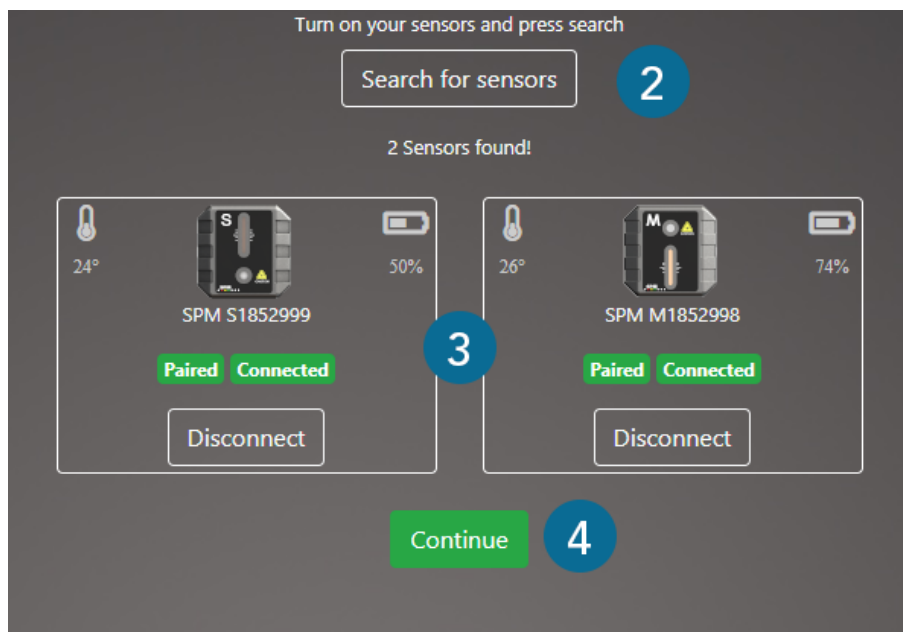 Turn on your sensors and press search
Search for sensors
2
2 Sensors found!
S
24°
50%
SPM S1852999
Paired Connected
Disconnect
M
26°
74%
SPM M1852998
Paired Connected
Disconnect
3
Continue
4